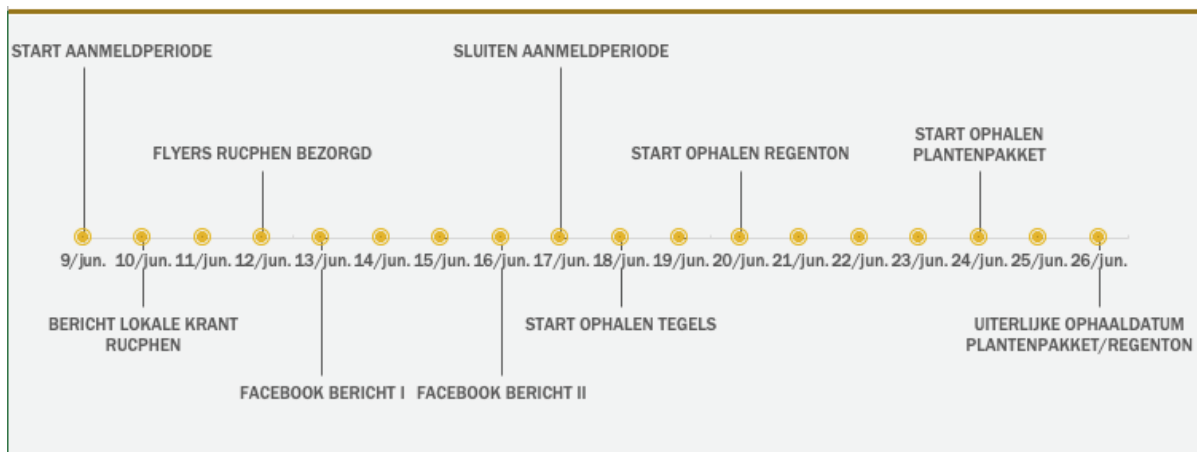 START AANMELDPERIODE
SLUITEN AANMELDPERIODE
START OPHALEN
PLANTENPAKKET
FLYERS RUCPHEN BEZORGD
START OPHALEN REGENTON
9/jun. 10/jun. 11/jun. 12/jun. 13/jun. 14/jun. 15/jun. 16/jun. 17/jun. 18/jun. 19/jun. 20/jun. 21/jun. 22/jun. 23/jun. 24/jun. 25/jun. 26/jun.
BERICHT LOKALE KRANT
RUCPHEN
START OPHALEN TEGELS
UITERLIJKE OPHAALDATUM
PLANTENPAKKET/REGENTON
FACEBOOK BERICHT I
FACEBOOK BERICHT II